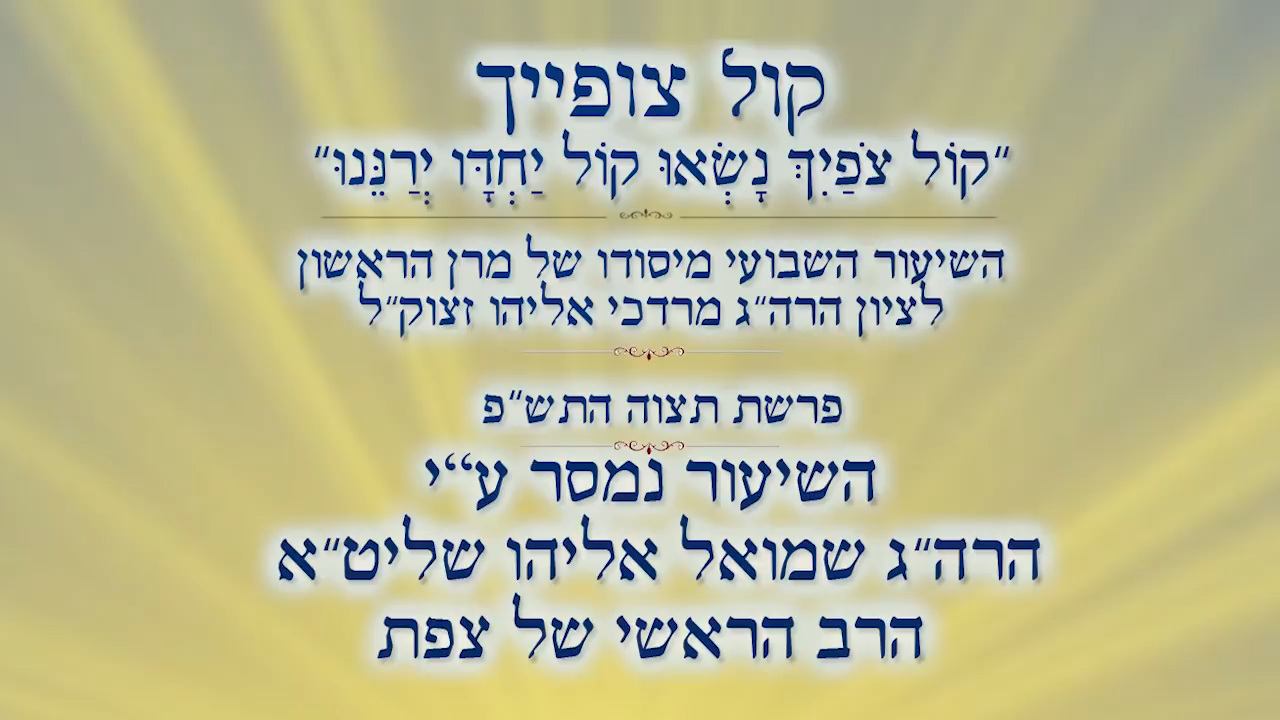 קול צופייך
"קוֹל צֹפַיִךְ נָשְׂאוּ קוֹל יַחְדָּו יְרַנֵּנוּ"
השיעור השבועי מיסודו של מרן הראשון
לציון הרה"ג מרדכי אליהו זצוק"ל
פרשת תצוה התש"פ
השיעור נמסר ע"י
הרה"ג שמואל אליהו שליט"א
הרב הראשי של צפת